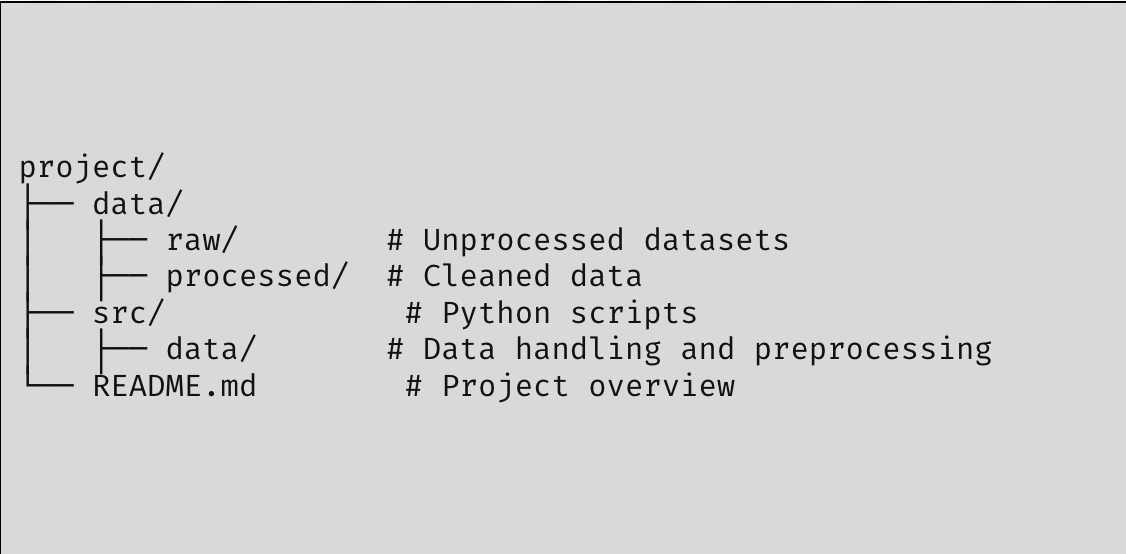 project/
├── data/
│   ├── raw/        # Unprocessed datasets
│   ├── processed/  # Cleaned data
├── src/             # Python scripts
│   ├── data/       # Data handling and preprocessing
└── README.md        # Project overview